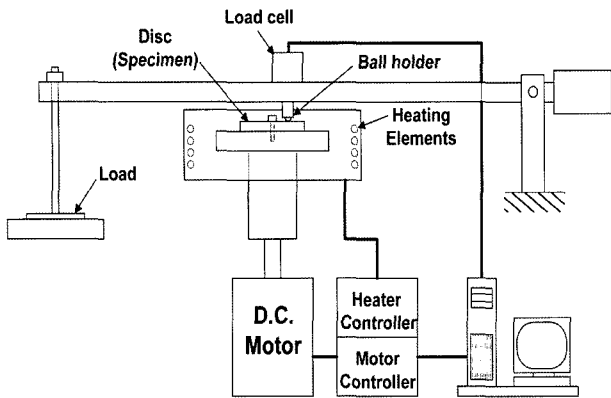 Load cell
Disc
(Specimen)
Ball holder
Heating
Elements
Load
D.C.
Motor
Heater
Controller
Motor
Controller